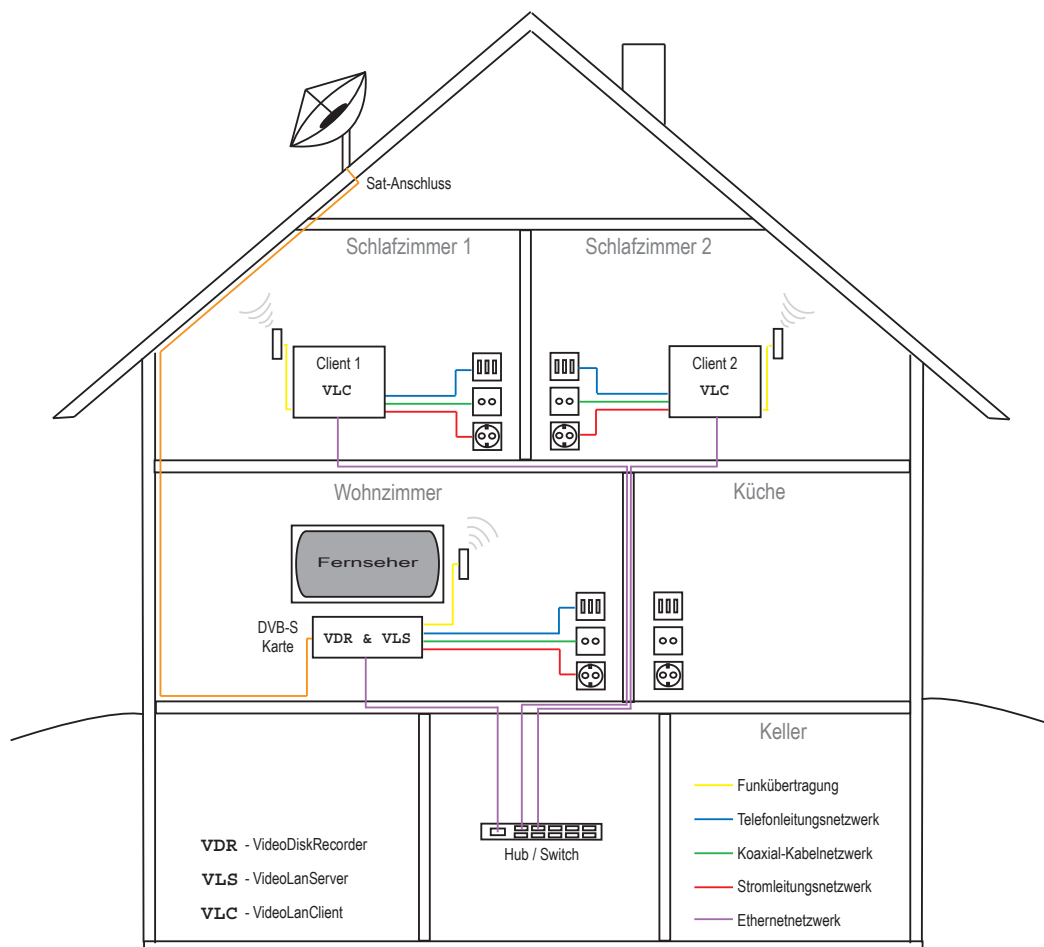 Sat-Anschluss
Schlafzimmer 1
Schlafzimmer 2
Client 1
VLC
Client 2
VLC
Wohnzimmer
Küche
Fernseher
DVB-S
Karte
VDR & VLS
Keller
Funkübertragung
Telefonleitungsnetzwerk
Koaxial-Kabelnetzwerk
Stromleitungsnetzwerk
Ethernetnetzwerk
Hub / Switch
VDR - VideoDiskRecorder
VLS - VideoLanServer
VLC - VideoLanClient